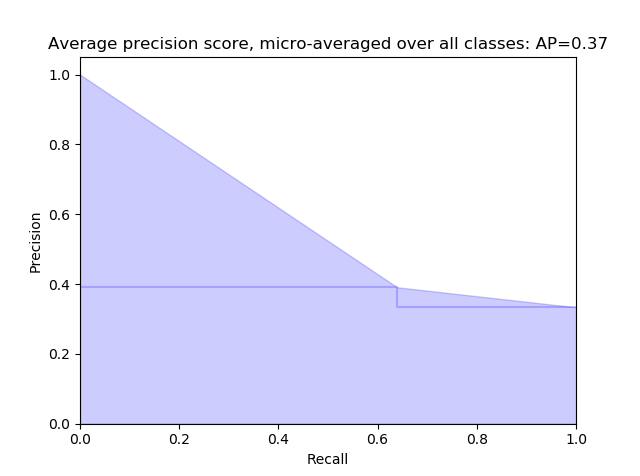 Average precision score, micro-averaged over all classes: AP=0.37
1.0
0.8
0.6
0.4
0.2
0.0
Precision
0.0 0.2 0.4 0.6 0.8 1.0
Recall